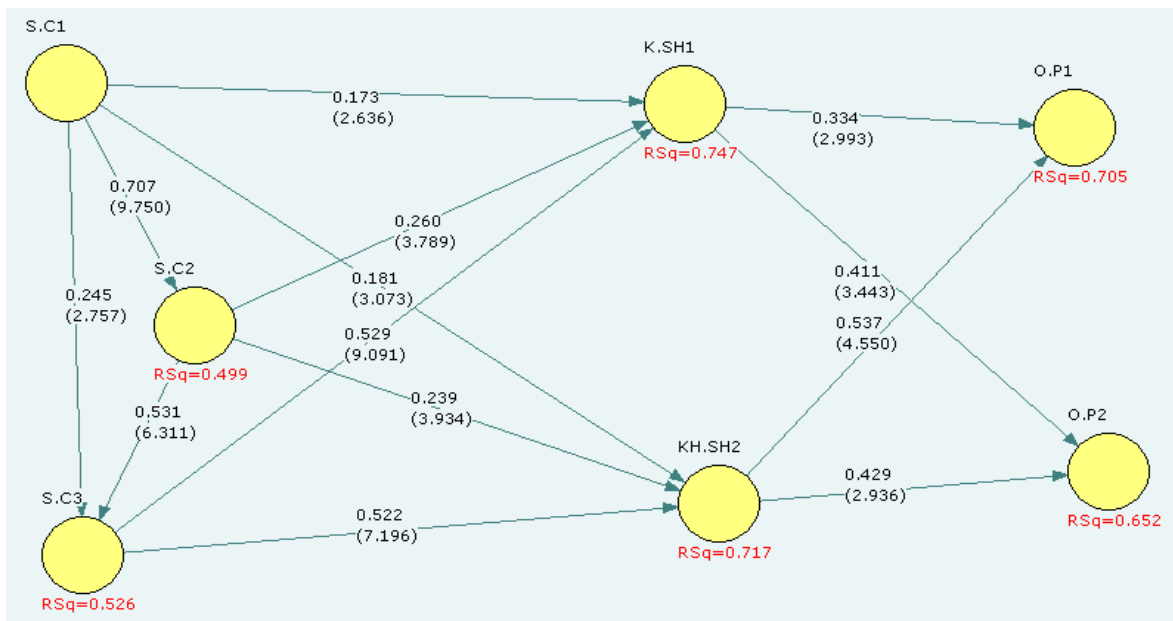 S.C1
K.SH1
O.P1
0.173
(2.636)
0.334
(2.993)
RSq=0.747
RSq=0.705
0.707
(9.750)
0.260
(3.789)
S.C2
0.181
(3.073)
0.411
(3.443)
0.245
(2.757)
0.529
(9.091)
0.537
(4.550)
RSq=0.499
0.531
(6.311)
0.239
(3.934)
O.P2
KH.SH2
0.429
(2.936)
S.C3
0.522
(7.196)
RSq=0.652
RSq=0.717
RSq=0.526